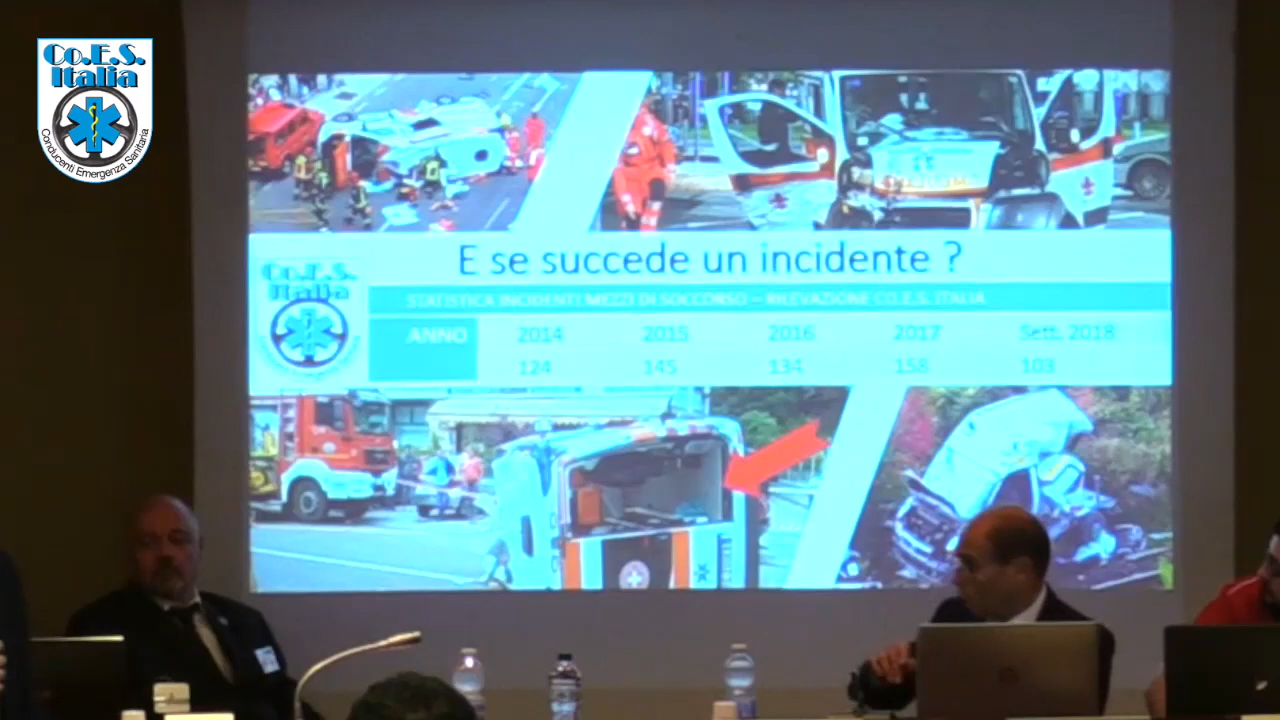 Co.E.S.
Italia
Conducenti Emergenza Sanitaria
E se succede un incidente ?
Co.E.S.
Italia
STATISTICA INCIDENTI MEZZI DI SOCCORSO – RILEVAZIONE CO.E.S. ITALIA
ANNO 2014 2015 2016 2017 Sett. 2018
124 145 134 158 103